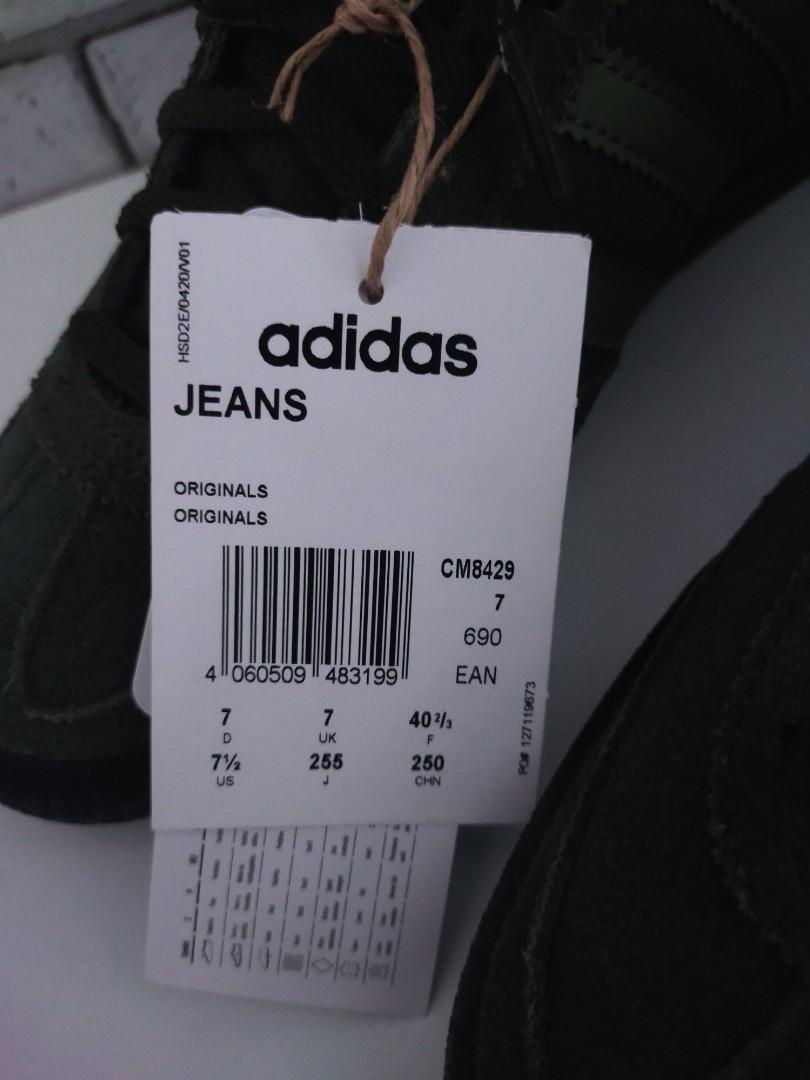 HSD2E/0420/V01
adidas
JEANS
ORIGINALS
ORIGINALS
CM8429
7
690
EAN
4 060509 483199
7 7 40 2/3
D UK F
7½ 255 250
US J CHN
PO# 127119673